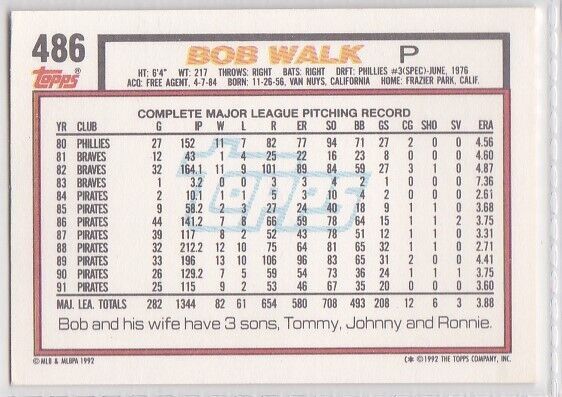 486 BOB WALK P
Topps®
HT: 6'4" WT: 217 THROWS: RIGHT BATS: RIGHT DRFT: PHILLIES #3(SPEC)-JUNE, 1976
ACQ: FREE AGENT, 4-7-84 BORN: 11-26-56, VAN NUYS, CALIFORNIA HOME: FRAZIER PARK, CALIF.
COMPLETE MAJOR LEAGUE PITCHING RECORD
YR CLUB G IP W L R ER SO BB GS CG SHO SV ERA
80 PHILLIES 27 152 11 7 82 77 94 71 27 2 0 0 4.56
81 BRAVES 12 43 1 4 25 22 16 23 8 0 0 0 4.60
82 BRAVES 32 164.1 11 9 101 89 84 59 27 3 1 0 4.87
83 BRAVES 1 3.2 0 0 3 3 4 2 1 0 0 0 7.36
84 PIRATES 2 10.1 1 1 5 3 10 4 2 0 0 0 2.61
85 PIRATES 9 58.2 2 3 27 24 40 18 9 1 1 0 3.68
86 PIRATES 44 141.2 7 8 66 59 78 64 15 1 1 2 3.75
87 PIRATES 39 117 8 2 52 43 78 51 12 1 1 0 3.31
88 PIRATES 32 212.2 12 10 75 64 81 65 32 1 1 0 2.71
89 PIRATES 33 196 13 10 106 96 83 65 31 2 0 0 4.41
90 PIRATES 26 129.2 7 5 59 54 73 36 24 1 1 1 3.75
91 PIRATES 25 115 9 2 53 46 67 35 20 0 0 0 3.60
MAJ. LEA. TOTALS 282 1344 82 61 654 580 708 493 208 12 6 3 3.88
Bob and his wife have 3 sons, Tommy, Johnny and Ronnie.
© MLB & MLBPA 1992 C* © 1992 THE TOPPS COMPANY, INC.